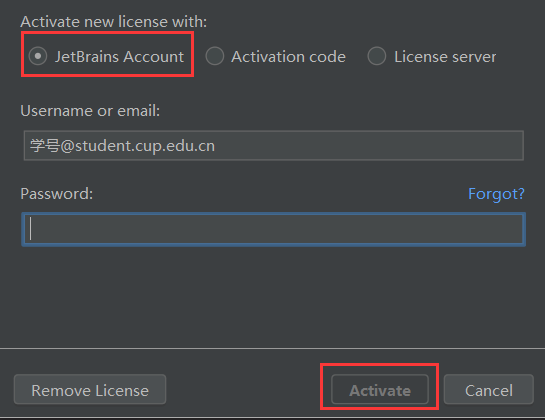 Activate new license with:
JetBrains Account Activation code License server
Username or email:
学号@student.cup.edu.cn
Password: Forgot?
Remove License Activate Cancel